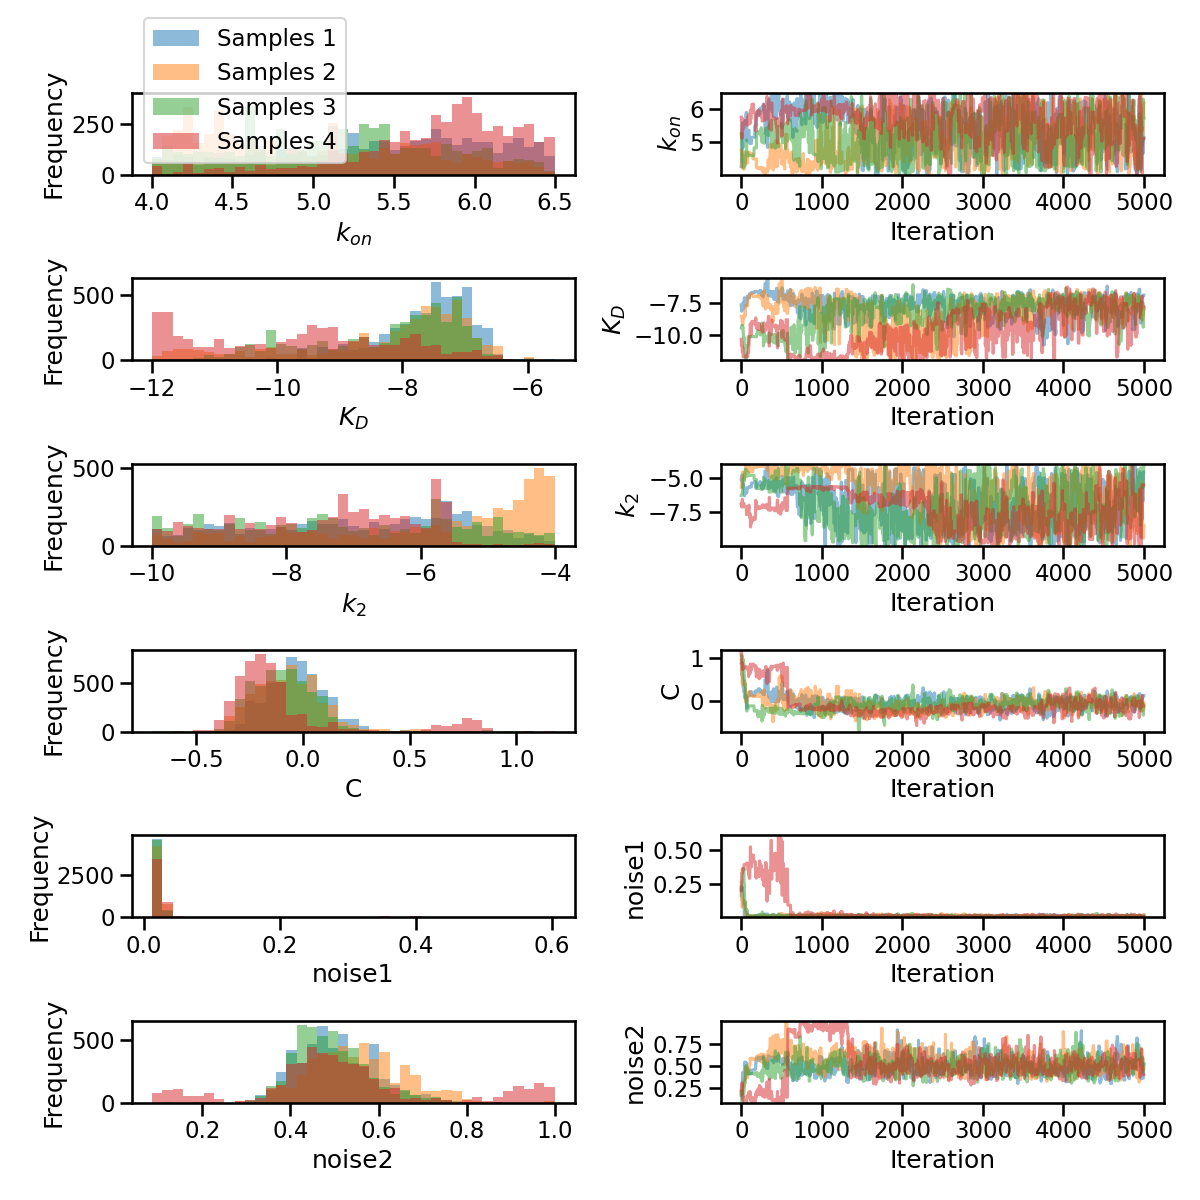 Samples 1
Samples 2
Samples 3
Samples 4
Frequency
250
0
4.0 4.5 5.0 5.5 6.0 6.5
k_on
k_on
6
5
0 1000 2000 3000 4000 5000
Iteration
Frequency
500
0
−12 −10 −8 −6
K_D
K_D
−7.5
−10.0
0 1000 2000 3000 4000 5000
Iteration
Frequency
500
0
−10 −8 −6 −4
k_2
k_2
−5.0
−7.5
0 1000 2000 3000 4000 5000
Iteration
Frequency
500
0
−0.5 0.0 0.5 1.0
C
C
1
0
0 1000 2000 3000 4000 5000
Iteration
Frequency
2500
0
0.0 0.2 0.4 0.6
noise1
noise1
0.50
0.25
0 1000 2000 3000 4000 5000
Iteration
Frequency
500
0
0.2 0.4 0.6 0.8 1.0
noise2
noise2
0.75
0.50
0.25
0 1000 2000 3000 4000 5000
Iteration